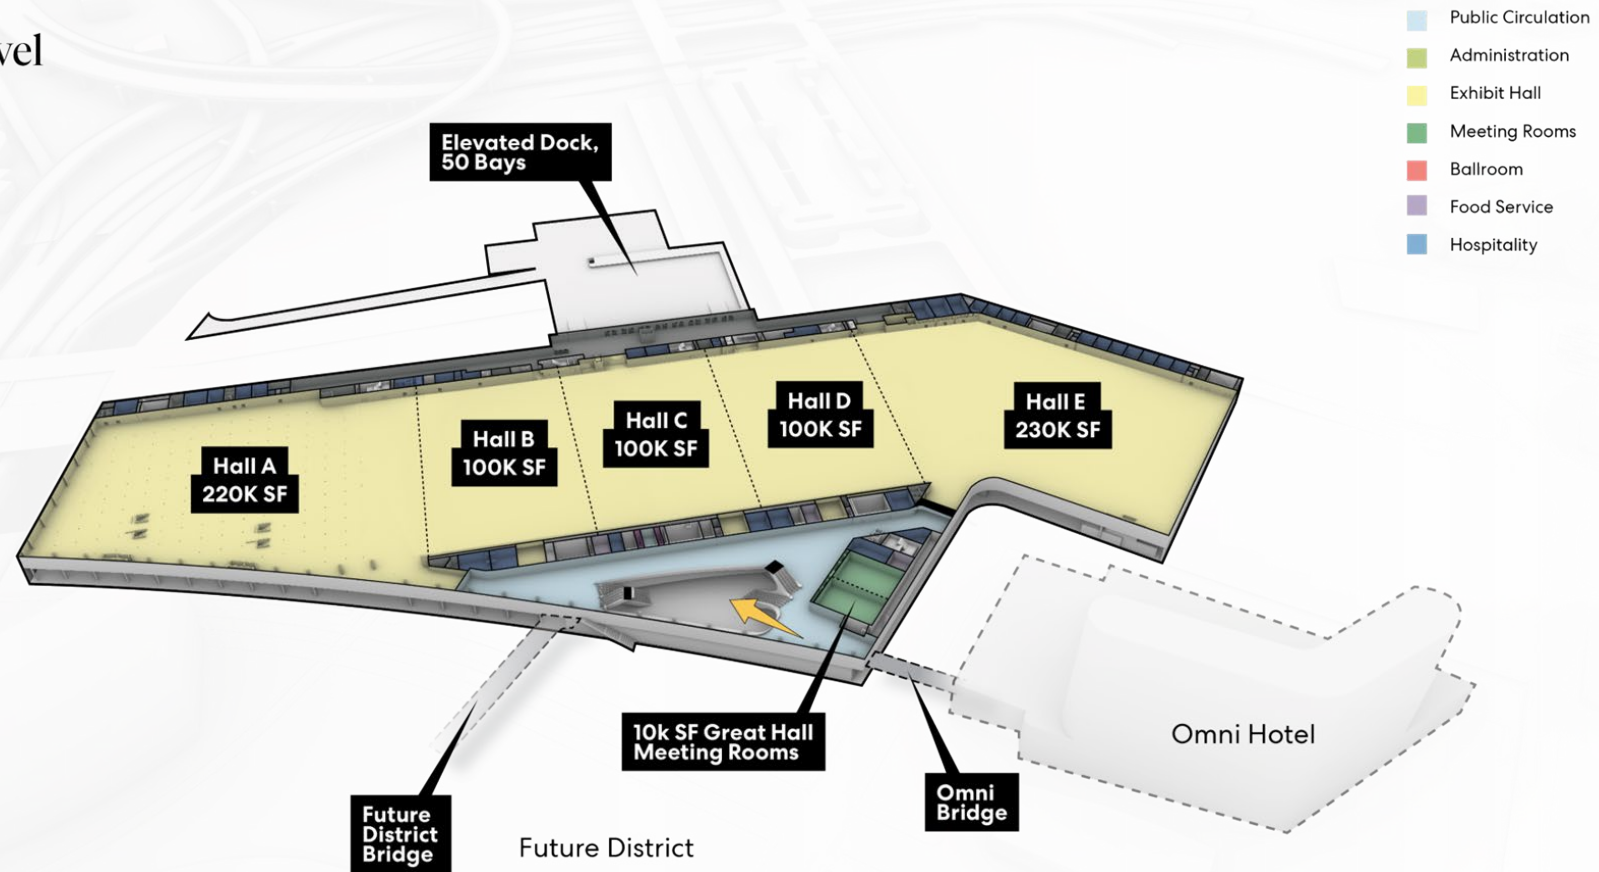 Public Circulation
Administration
Exhibit Hall
Meeting Rooms
Ballroom
Food Service
Hospitality
Elevated Dock,
50 Bays
Hall A
220K SF
Hall B
100K SF
Hall C
100K SF
Hall D
100K SF
Hall E
230K SF
10k SF Great Hall
Meeting Rooms
Omni Hotel
Omni
Bridge
Future
District
Bridge
Future District